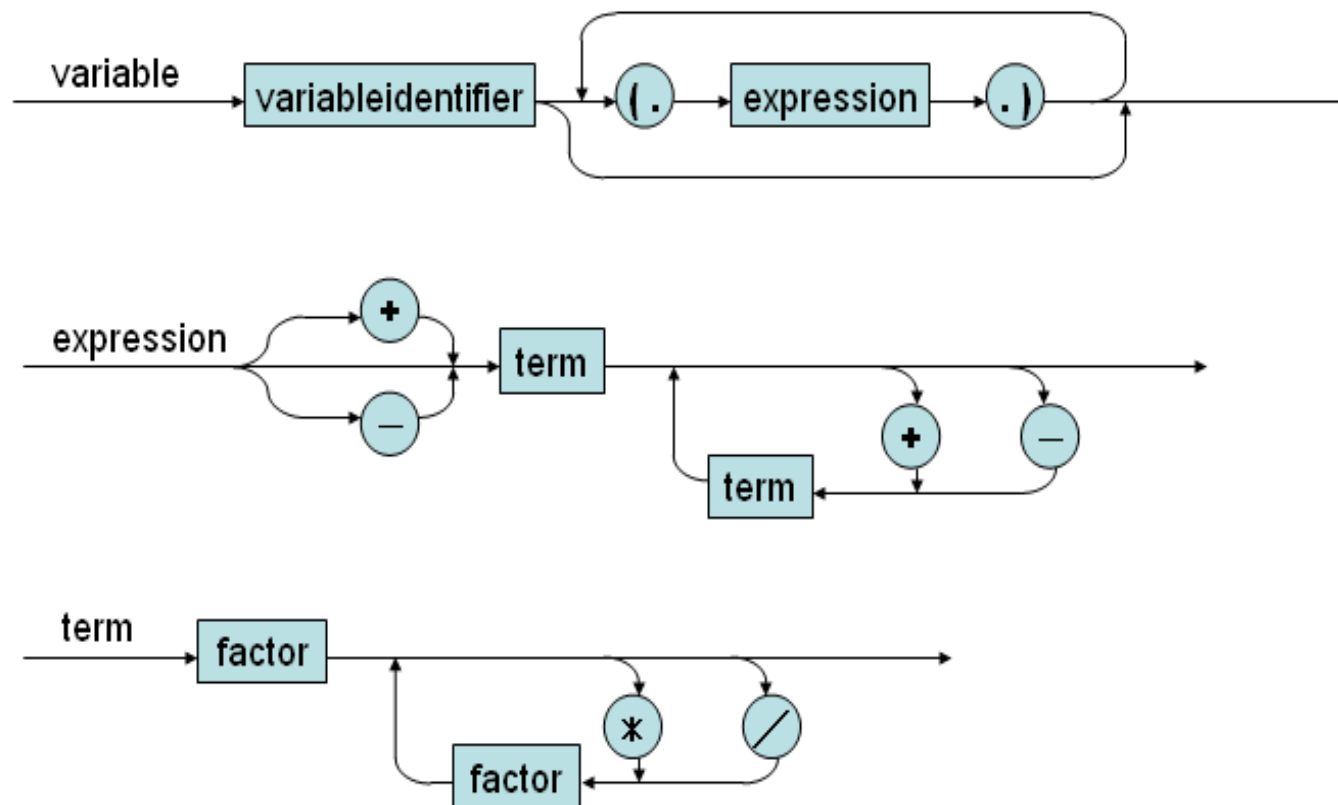 variable
variableidentifier (. expression .)
+
expression
term
–
+ –
term
term
factor
* /
factor